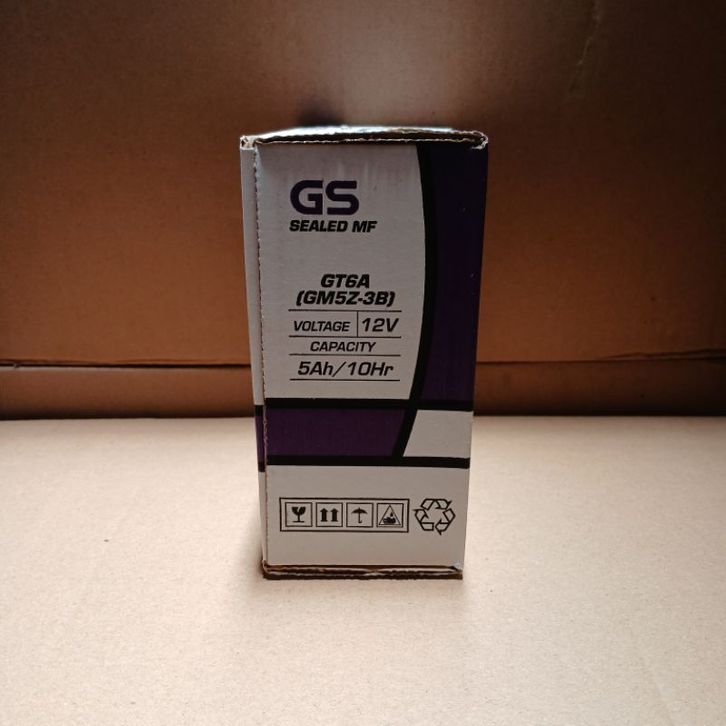 GS
SEALED MF
GT6A
(GM5Z-3B)
VOLTAGE 12V
CAPACITY
5Ah/10Hr